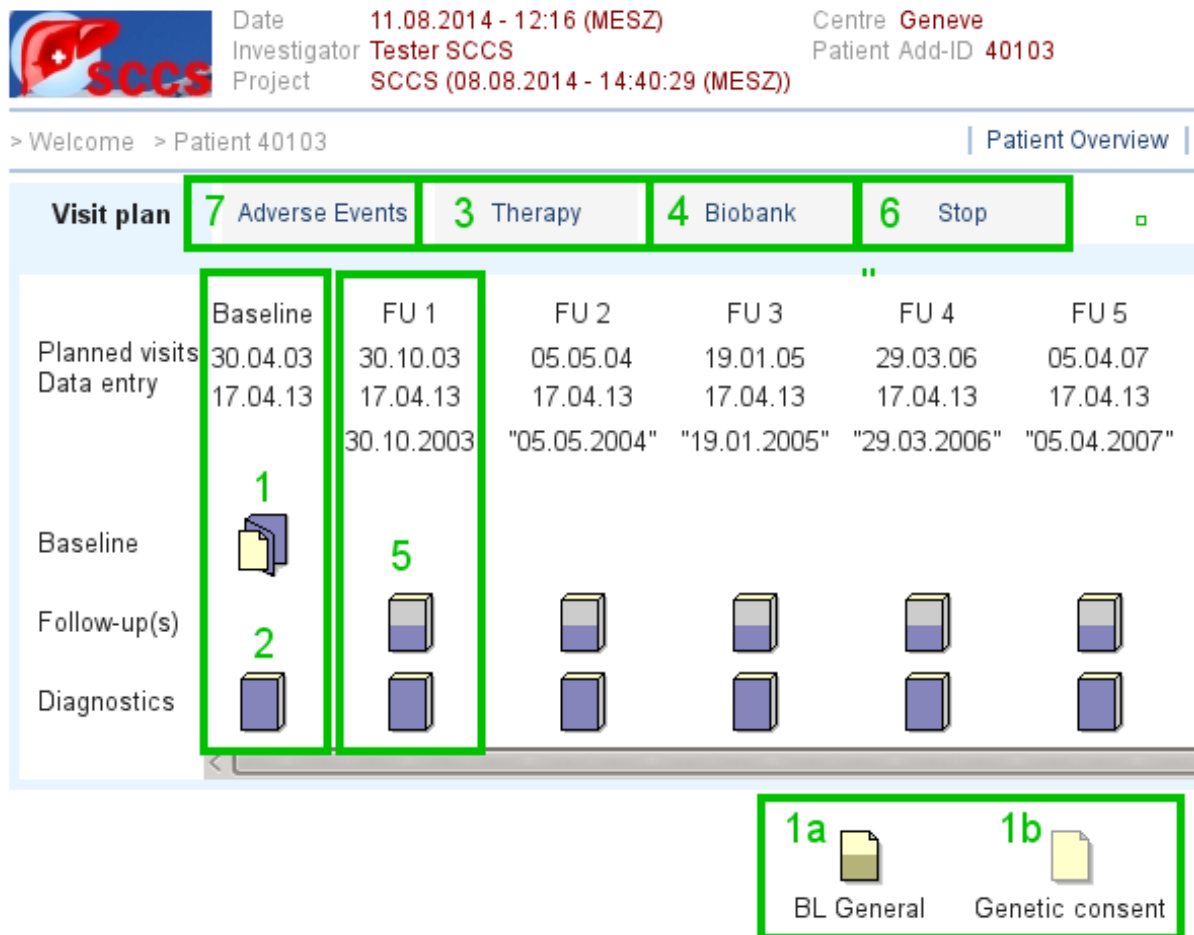 SCCS
Date 11.08.2014 - 12:16 (MESZ) Centre Geneve
Investigator Tester SCCS Patient Add-ID 40103
Project SCCS (08.08.2014 - 14:40:29 (MESZ))
> Welcome > Patient 40103 | Patient Overview |
Visit plan 7 Adverse Events 3 Therapy 4 Biobank 6 Stop
Baseline FU 1 FU 2 FU 3 FU 4 FU 5
Planned visits 30.04.03 30.10.03 05.05.04 19.01.05 29.03.06 05.04.07
Data entry 17.04.13 17.04.13 17.04.13 17.04.13 17.04.13 17.04.13
30.10.2003 "05.05.2004" "19.01.2005" "29.03.2006" "05.04.2007"
1
Baseline 5
Follow-up(s)
2
Diagnostics
1a 1b
BL General Genetic consent